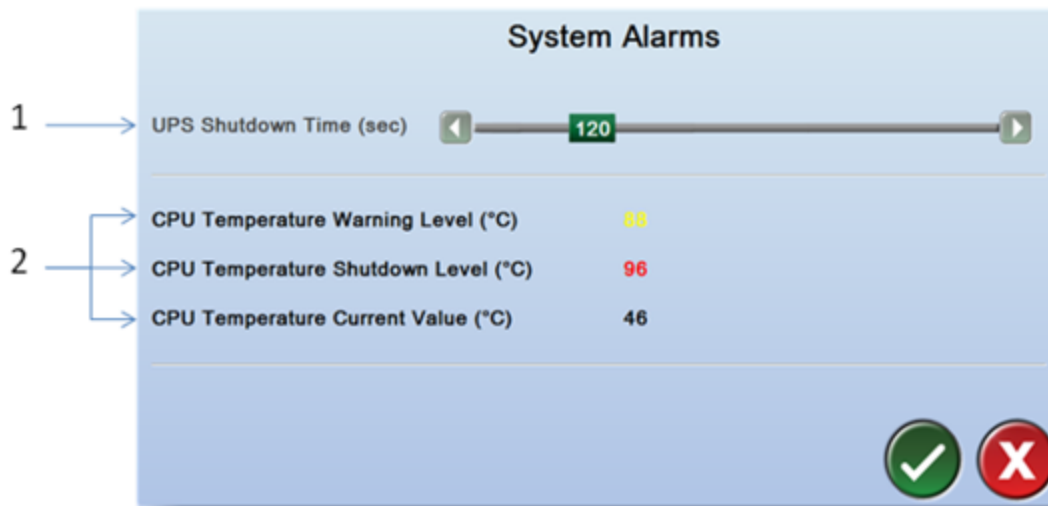 System Alarms
1 UPS Shutdown Time (sec) 120
CPU Temperature Warning Level (°C) 88
2 CPU Temperature Shutdown Level (°C) 96
CPU Temperature Current Value (°C) 46
X